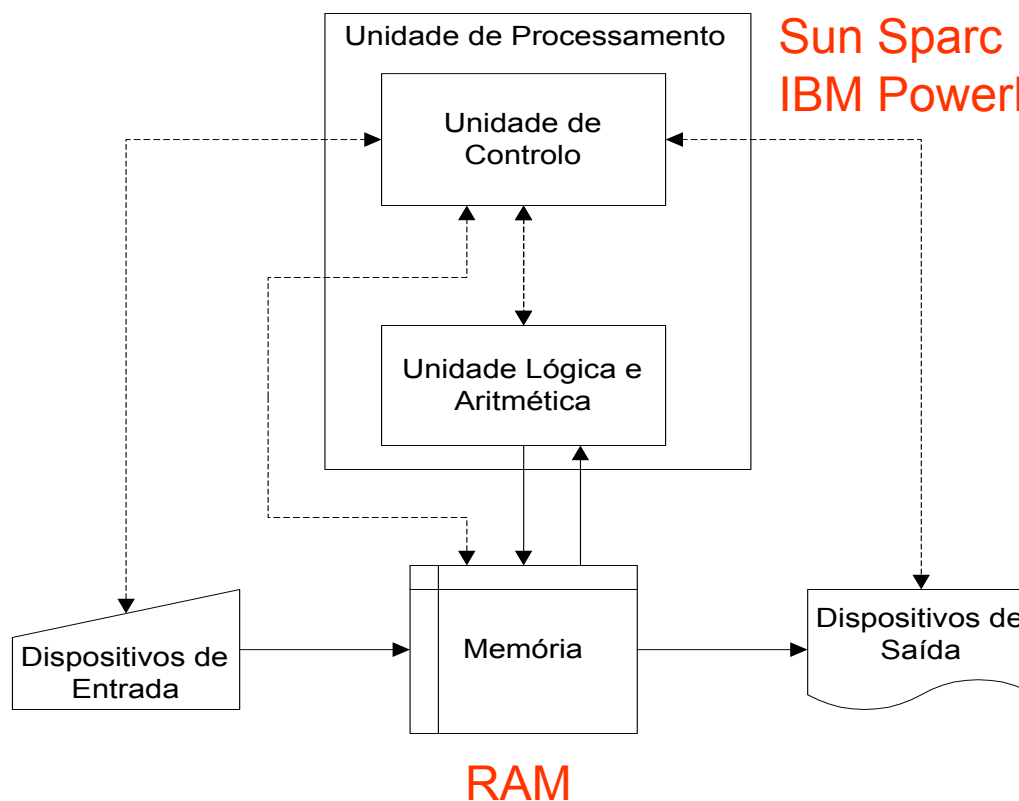 Unidade de Processamento
Sun Sparc
IBM
Unidade de
Controlo
Unidade Lógica e
Aritmética
Memória
Dispositivos de
Entrada
Dispositivos de
Saída
RAM